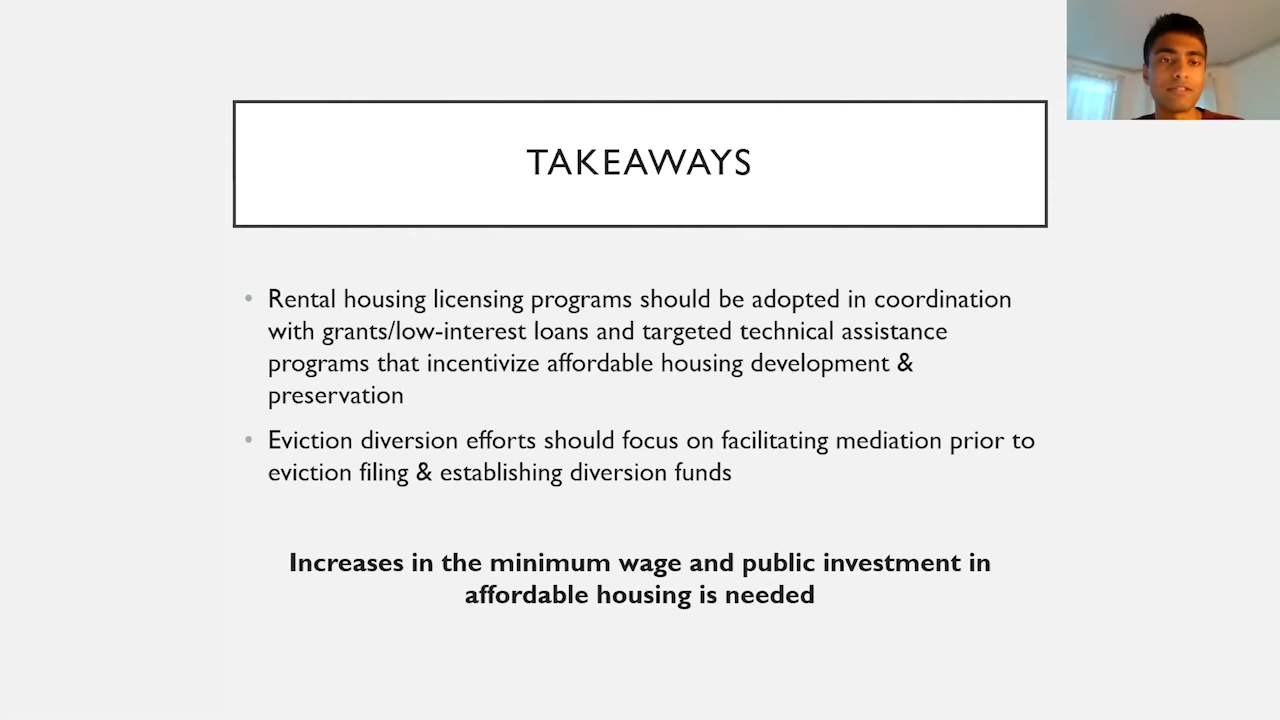 TAKEAWAYS
• Rental housing licensing programs should be adopted in coordination
with grants/low-interest loans and targeted technical assistance
programs that incentivize affordable housing development &
preservation
• Eviction diversion efforts should focus on facilitating mediation prior to
eviction filing & establishing diversion funds
Increases in the minimum wage and public investment in
affordable housing is needed